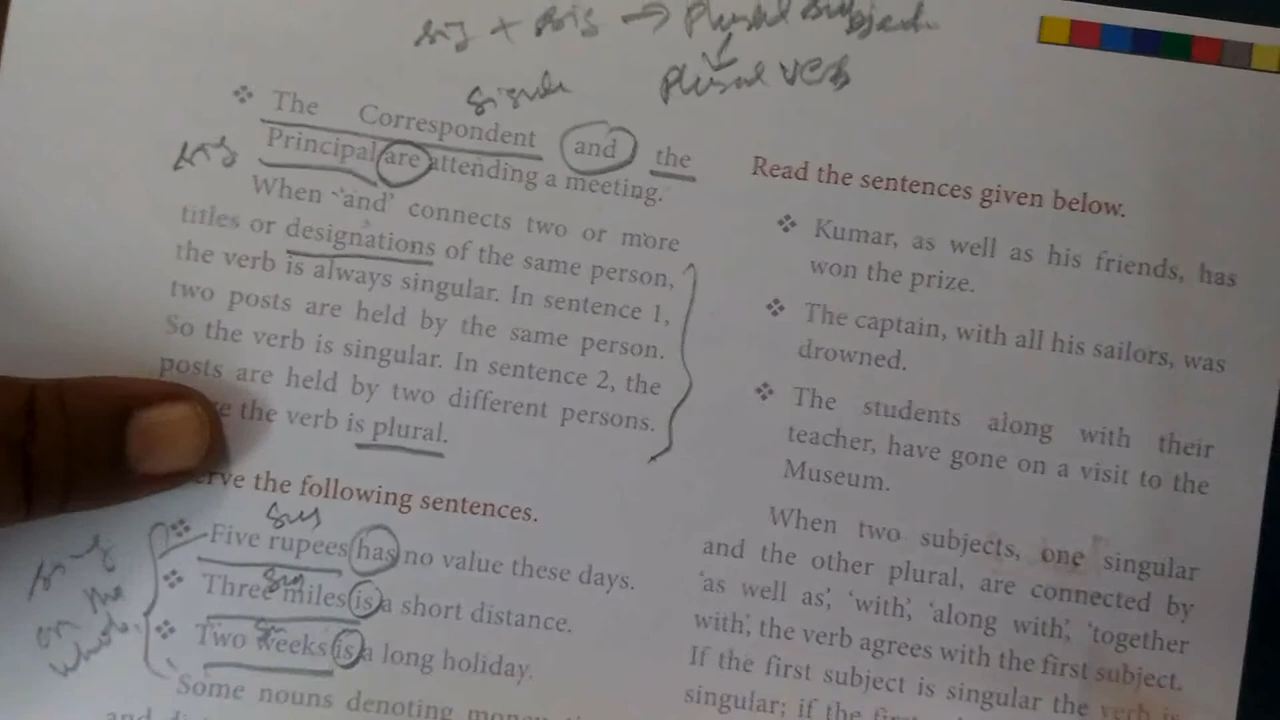 sing + sing → plural subject
plural verb
The Correspondent and the
Principal are attending a meeting.
When 'and' connects two or more
titles or designations of the same person,
the verb is always singular. In sentence 1,
two posts are held by the same person.
So the verb is singular. In sentence 2, the
posts are held by two different persons.
the verb is plural.
the following sentences.
Five rupees has no value these days.
Three miles is a short distance.
Two weeks is a long holiday.
Some nouns denoting
on the
whole.
Read the sentences given below.
Kumar, as well as his friends, has
won the prize.
The captain, with all his sailors, was
drowned.
The students along with their
teacher, have gone on a visit to the
Museum.
When two subjects, one singular
and the other plural, are connected by
'as well as', 'with', 'along with', 'together
with', the verb agrees with the first subject.
If the first subject is singular the verb is
singular; if the